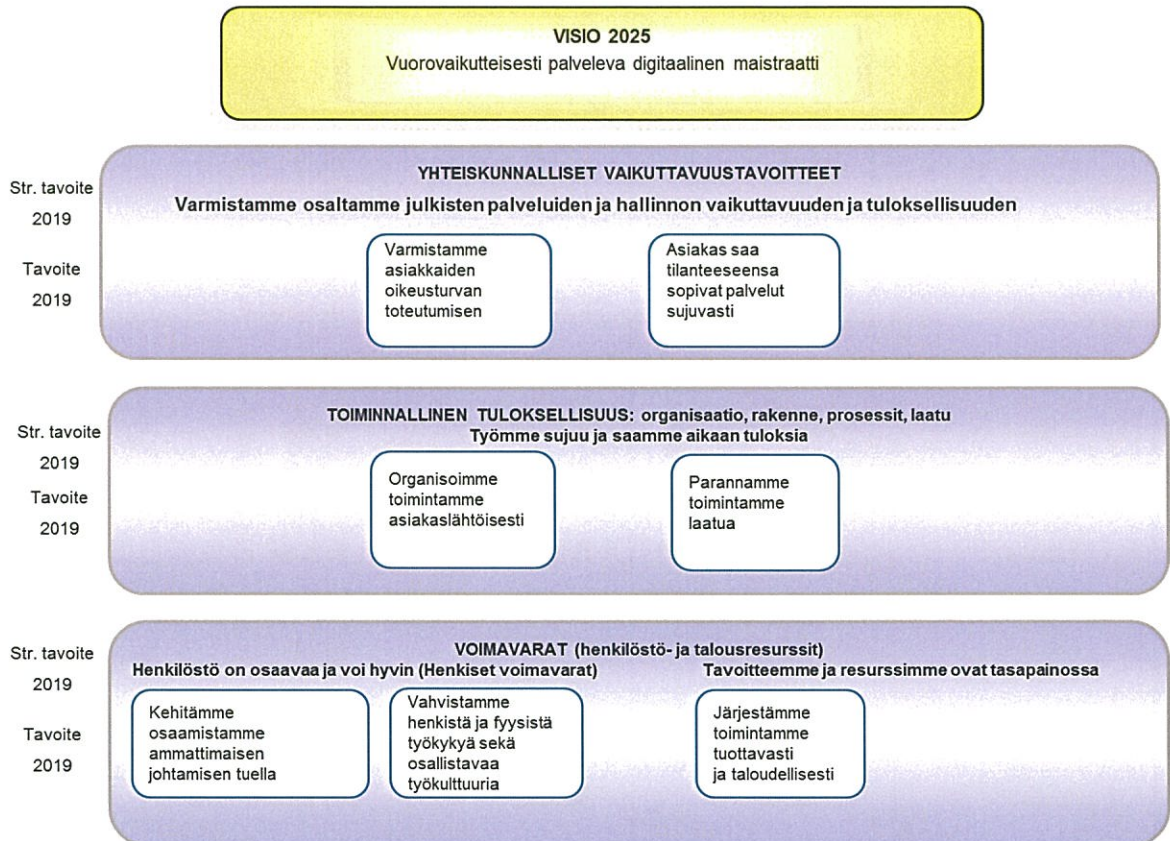 VISIO 2025
Vuorovaikutteisesti palveleva digitaalinen maistraatti
Str. tavoite
2019
YHTEISKUNNALLISET VAIKUTTAVUUSTAVOITTEET
Varmistamme osaltamme julkisten palveluiden ja hallinnon vaikuttavuuden ja tuloksellisuuden
Tavoite
2019
Varmistamme
asiakkaiden
oikeusturvan
toteutumisen
Asiakas saa
tilanteeseensa
sopivat palvelut
sujuvasti
Str. tavoite
2019
TOIMINNALLINEN TULOKSELLISUUS: organisaatio, rakenne, prosessit, laatu
Työmme sujuu ja saamme aikaan tuloksia
Tavoite
2019
Organisoimme
toimintamme
asiakaslähtöisesti
Parannamme
toimintamme
laatua
Str. tavoite
2019
VOIMAVARAT (henkilöstö- ja talousresurssit)
Henkilöstö on osaavaa ja voi hyvin (Henkiset voimavarat)
Tavoitteemme ja resurssimme ovat tasapainossa
Tavoite
2019
Kehitämme
osaamistamme
ammattimaisen
johtamisen tuella
Vahvistamme
henkistä ja fyysistä
työkykyä sekä
osallistavaa
työkulttuuria
Järjestämme
toimintamme
tuottavasti
ja taloudellisesti